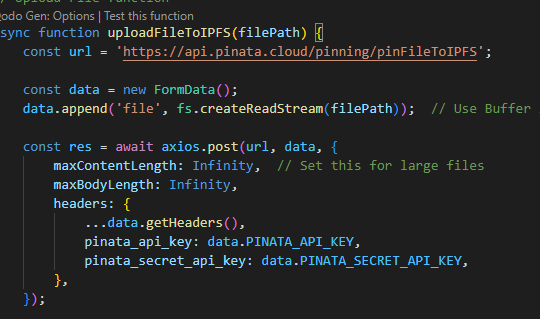 Upload file function
odo Gen: Options | Test this function
sync function uploadFileToIPFS(filePath) {
const url = 'https://api.pinata.cloud/pinning/pinFileToIPFS';
const data = new FormData();
data.append('file', fs.createReadStream(filePath));  // Use Buffer
const res = await axios.post(url, data, {
maxContentLength: Infinity,  // Set this for large files
maxBodyLength: Infinity,
headers: {
...data.getHeaders(),
pinata_api_key: data.PINATA_API_KEY,
pinata_secret_api_key: data.PINATA_SECRET_API_KEY,
},
});